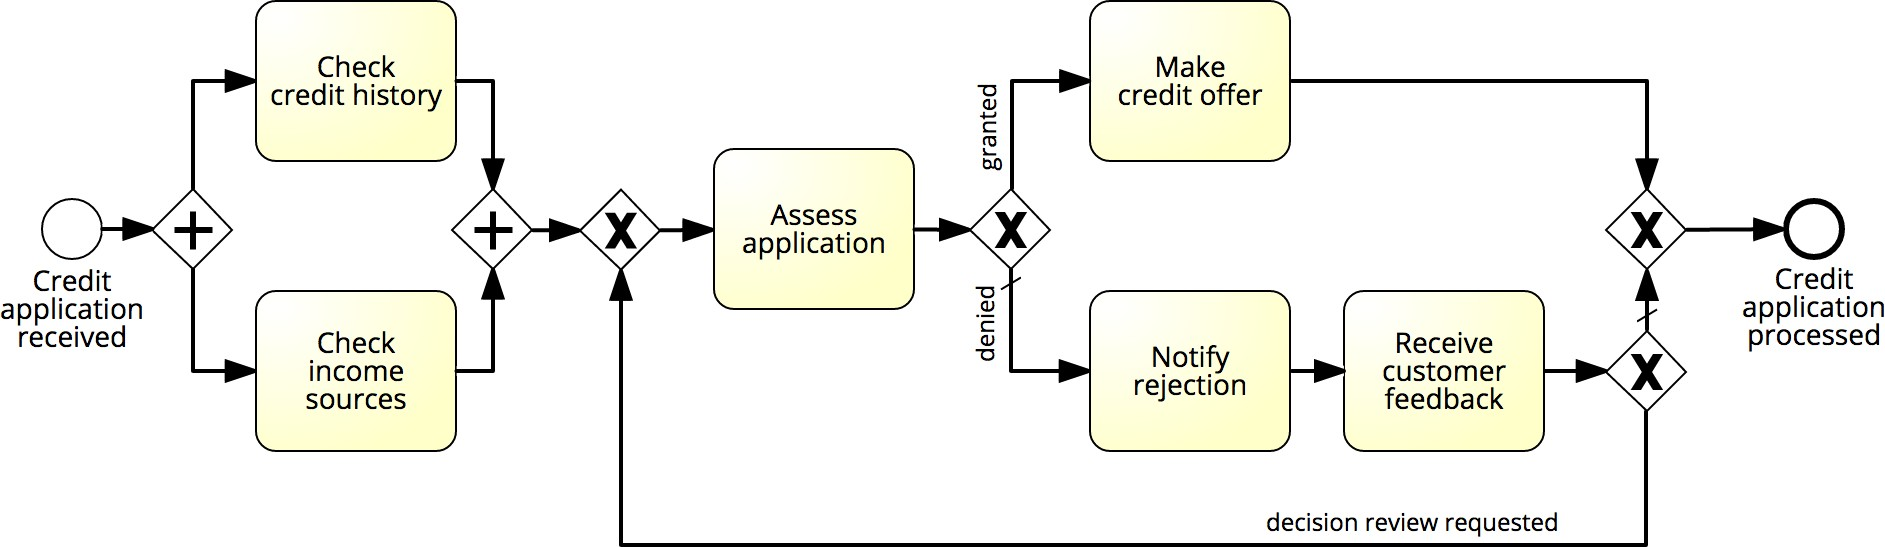 Credit
application
received
Check
credit history
Check
income
sources
Assess
application
granted
denied
Make
credit offer
Notify
rejection
Receive
customer
feedback
decision review requested
Credit
application
processed